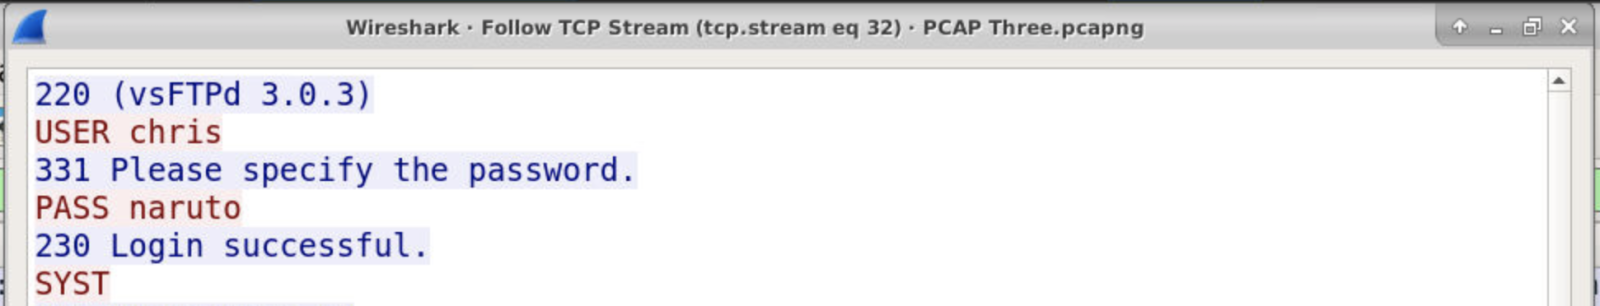 Wireshark · Follow TCP Stream (tcp.stream eq 32) · PCAP Three.pcapng
220 (vsFTPd 3.0.3)
USER chris
331 Please specify the password.
PASS naruto
230 Login successful.
SYST